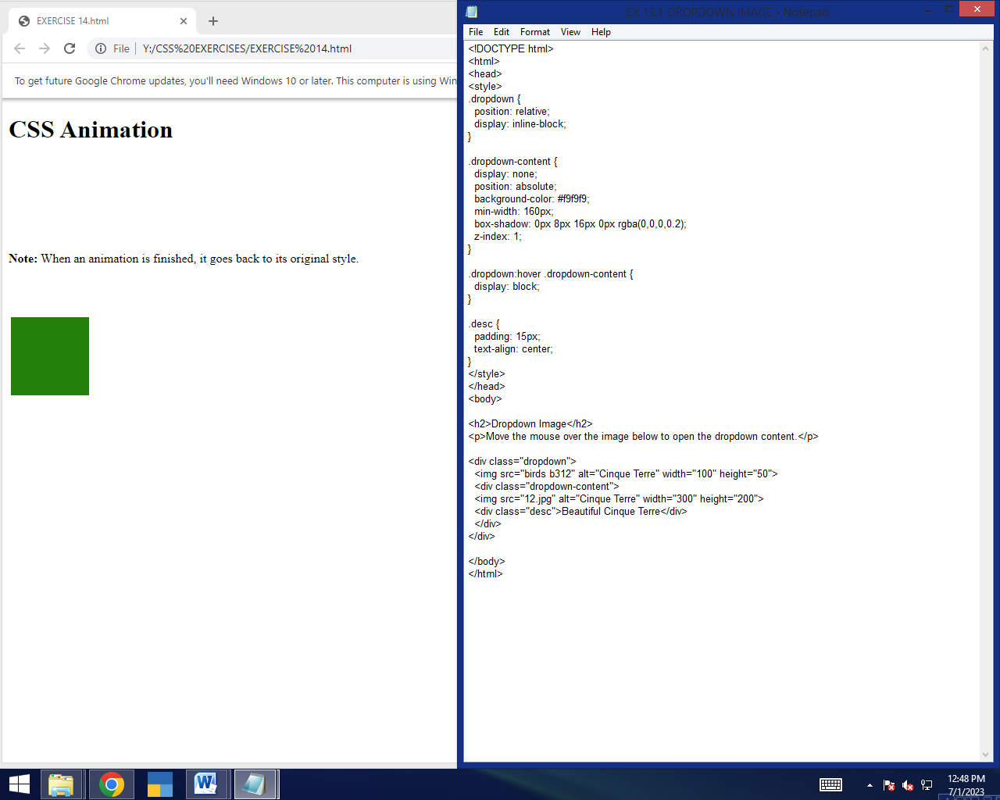 EXERCISE 14.html
File
Y:/CSS%20EXERCISES/EXERCISE%2014.html
To get future Google Chrome updates, you'll need Windows 10 or later. This computer is using Win
CSS Animation
Note: When an animation is finished, it goes back to its original style.
EX 13.1 DROPDOWN IMAGE - Notepad
File Edit Format View Help
<!DOCTYPE html>
<html>
<head>
<style>
.dropdown {
  position: relative;
  display: inline-block;
}
.dropdown-content {
  display: none;
  position: absolute;
  background-color: #f9f9f9;
  min-width: 160px;
  box-shadow: 0px 8px 16px 0px rgba(0,0,0,0.2);
  z-index: 1;
}
.dropdown:hover .dropdown-content {
  display: block;
}
.desc {
  padding: 15px;
  text-align: center;
}
</style>
</head>
<body>
<h2>Dropdown Image</h2>
<p>Move the mouse over the image below to open the dropdown content.</p>
<div class="dropdown">
  <img src="birds b312" alt="Cinque Terre" width="100" height="50">
  <div class="dropdown-content">
  <img src="12.jpg" alt="Cinque Terre" width="300" height="200">
  <div class="desc">Beautiful Cinque Terre</div>
  </div>
</div>
</body>
</html>
12:48 PM
7/1/2023